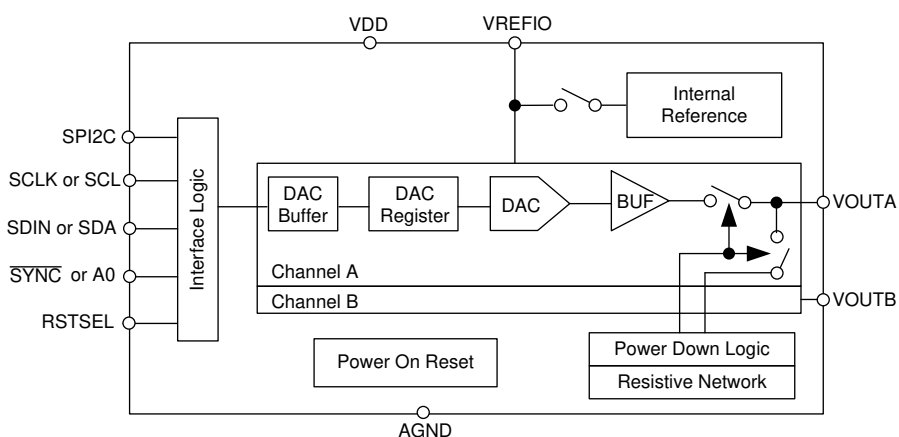 VDD
VREFIO
Internal
Reference
SPI2C
SCLK or SCL
SDIN or SDA
SYNC or A0
RSTSEL
Interface Logic
DAC
Buffer
DAC
Register
DAC
BUF
VOUTA
Channel A
Channel B
VOUTB
Power Down Logic
Resistive Network
Power On Reset
AGND